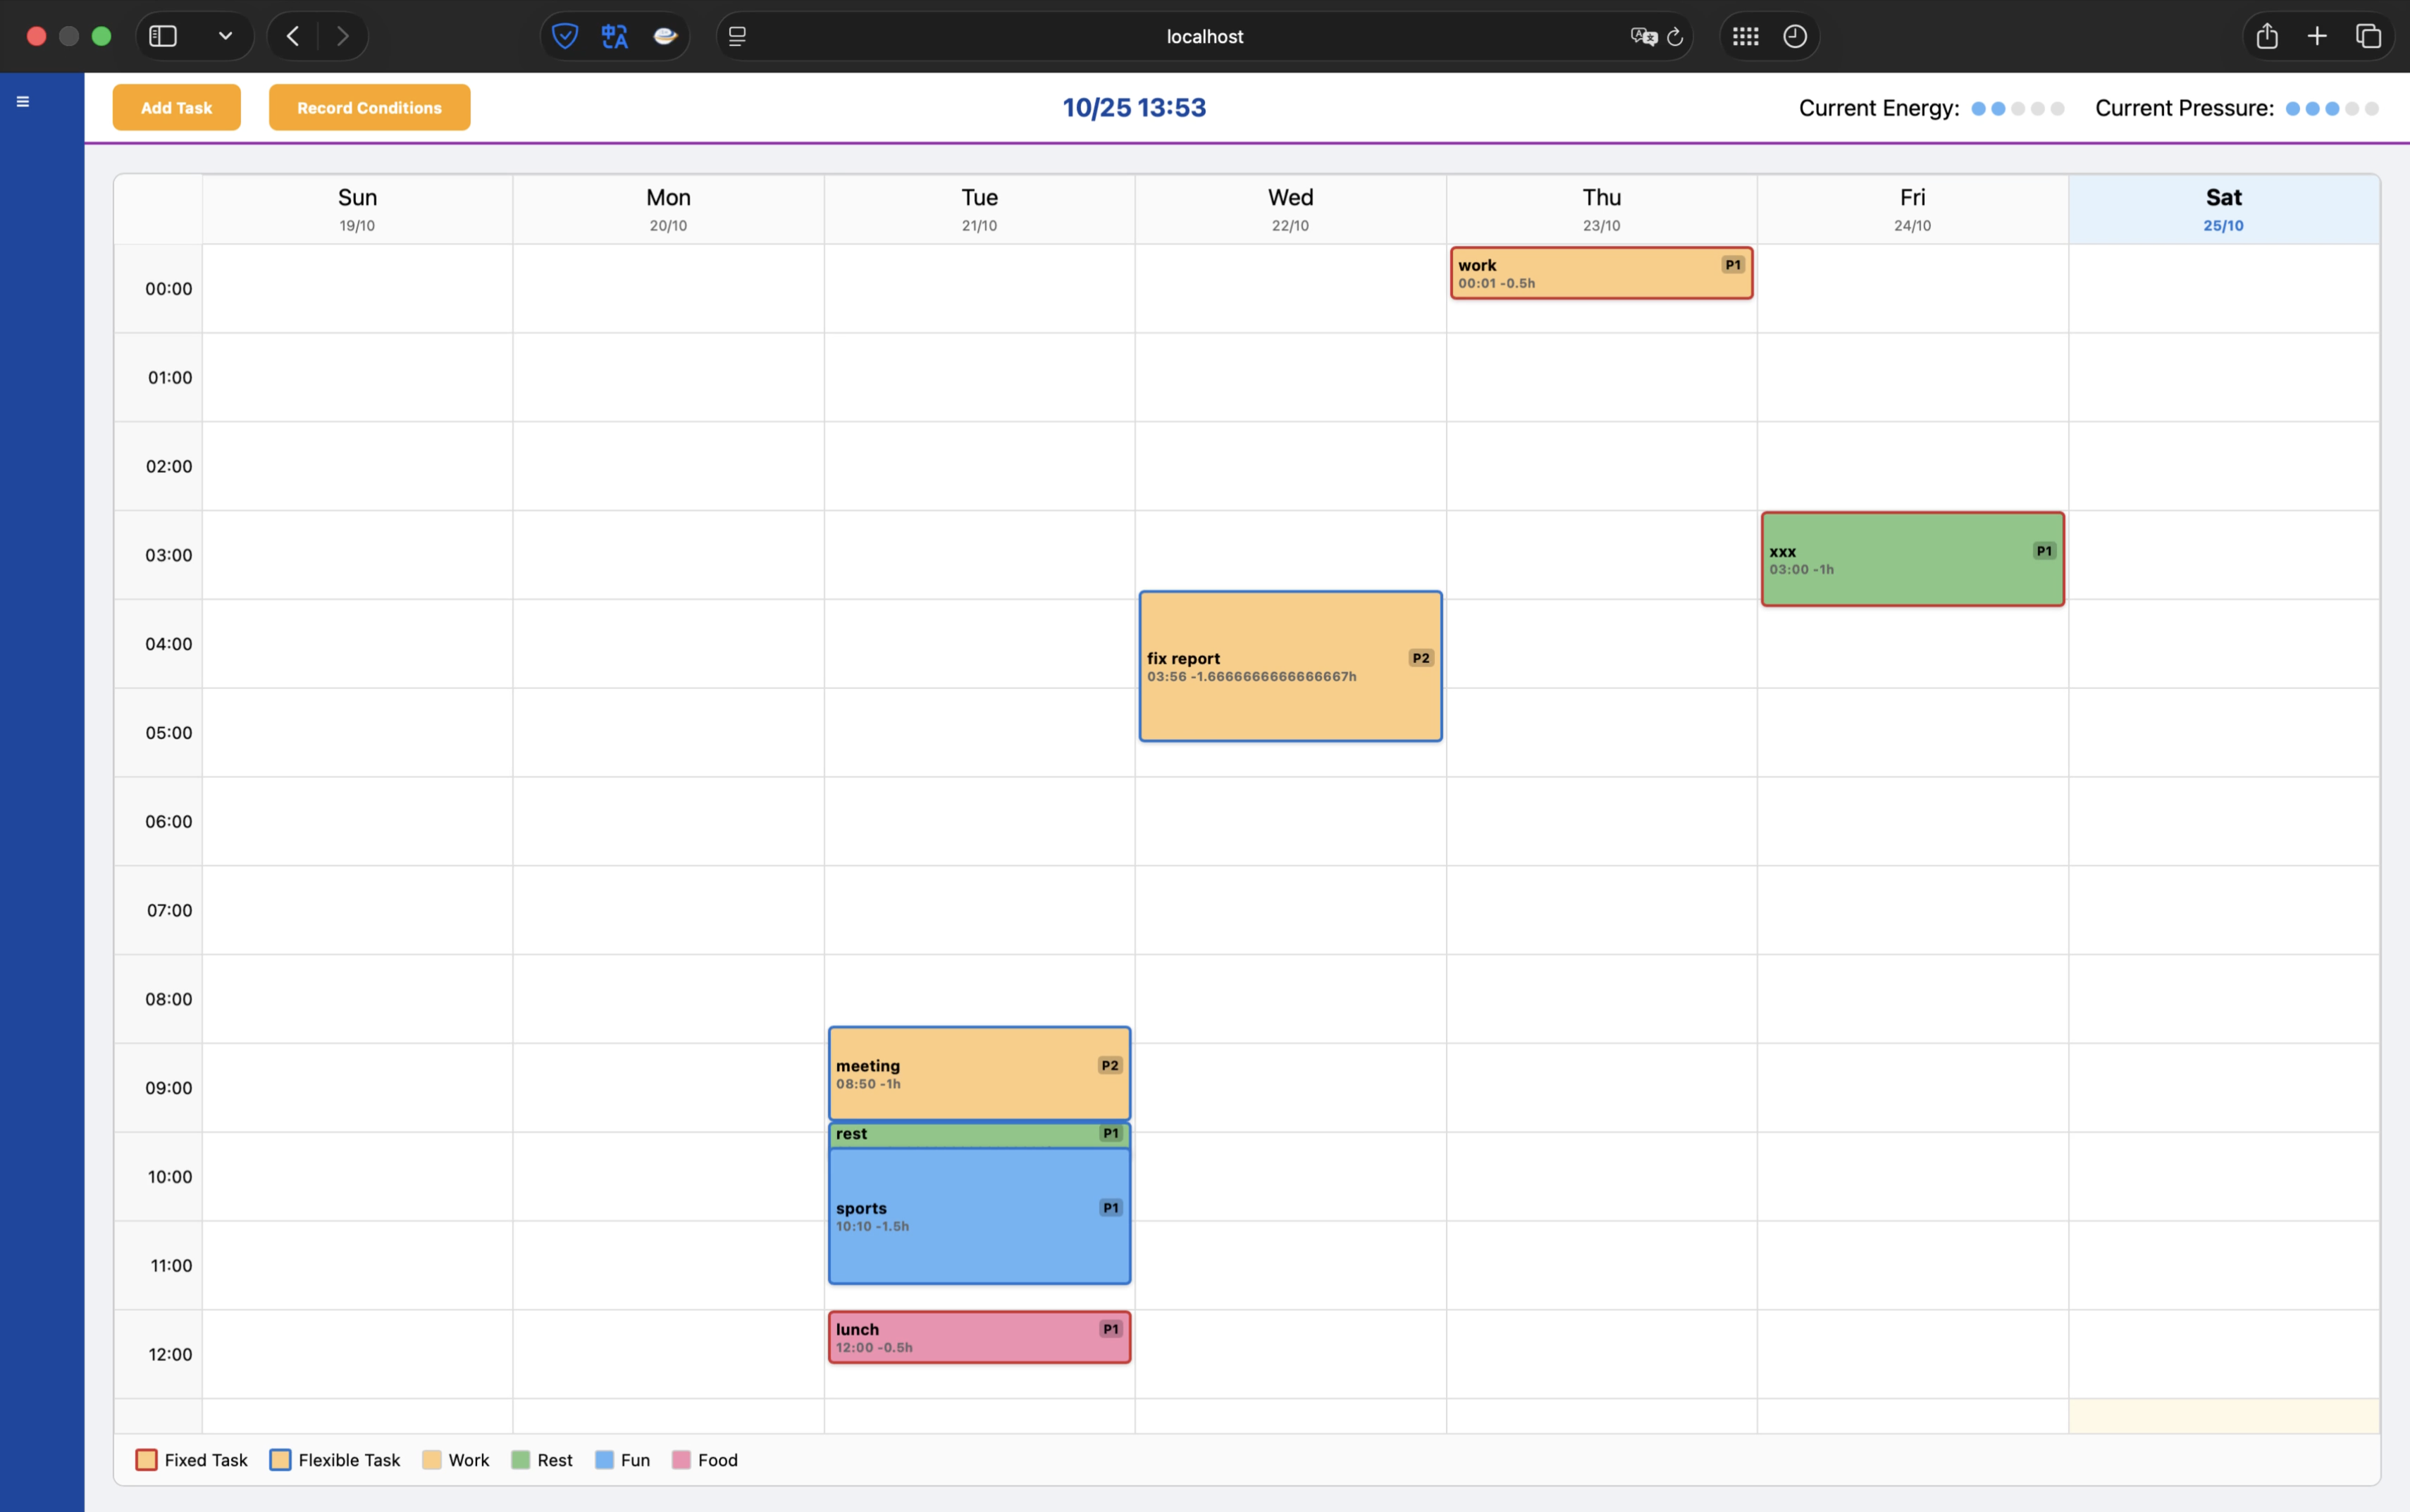 localhost
Add Task
Record Conditions
10/25 13:53
Current Energy:
Current Pressure:
Sun
19/10
Mon
20/10
Tue
21/10
Wed
22/10
Thu
23/10
Fri
24/10
Sat
25/10
00:00
work
P1
00:01 -0.5h
01:00
02:00
03:00
xxx
P1
03:00 -1h
04:00
fix report
P2
03:56 -1.6666666666666667h
05:00
06:00
07:00
08:00
09:00
meeting
P2
08:50 -1h
rest
P1
10:00
sports
P1
10:10 -1.5h
11:00
12:00
lunch
P1
12:00 -0.5h
Fixed Task
Flexible Task
Work
Rest
Fun
Food